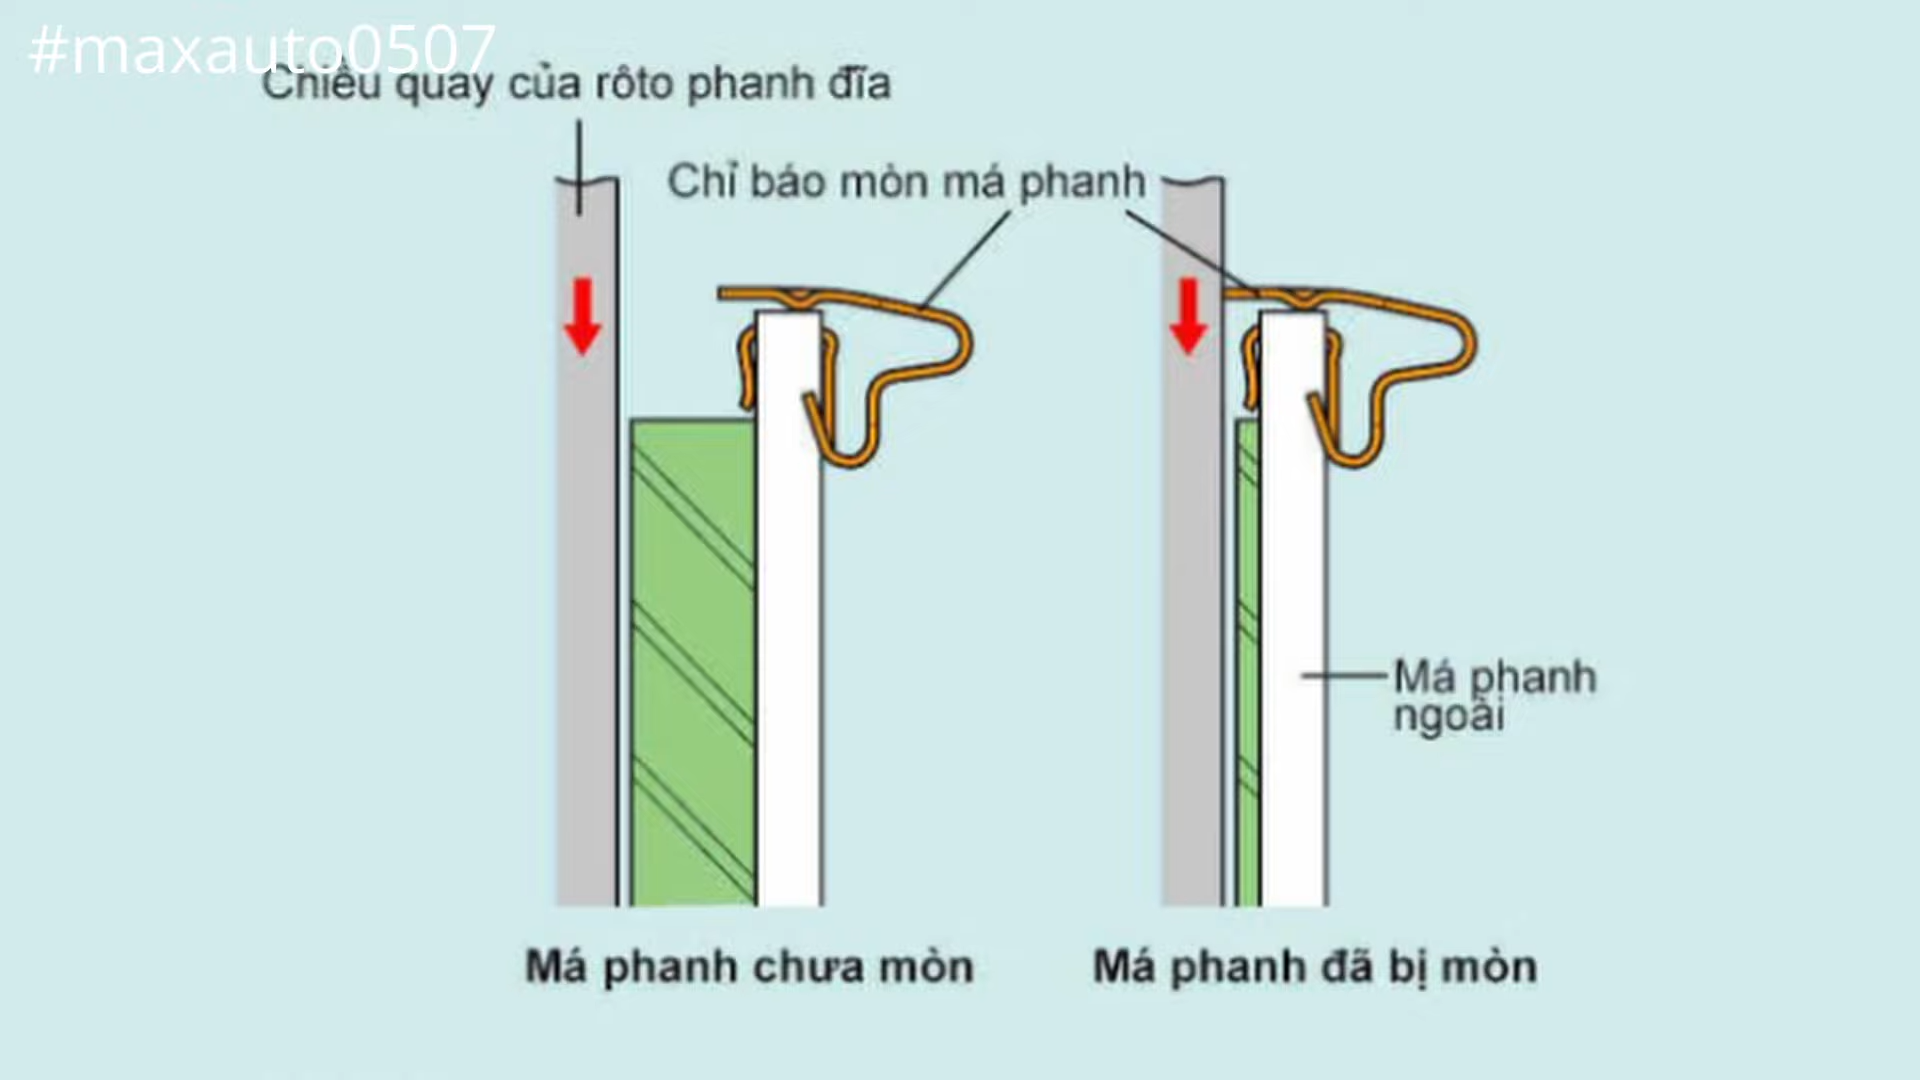 #maxauto0507
Chiều quay của rôto phanh đĩa
Chỉ báo mòn má phanh
Má phanh
ngoài
Má phanh chưa mòn
Má phanh đã bị mòn